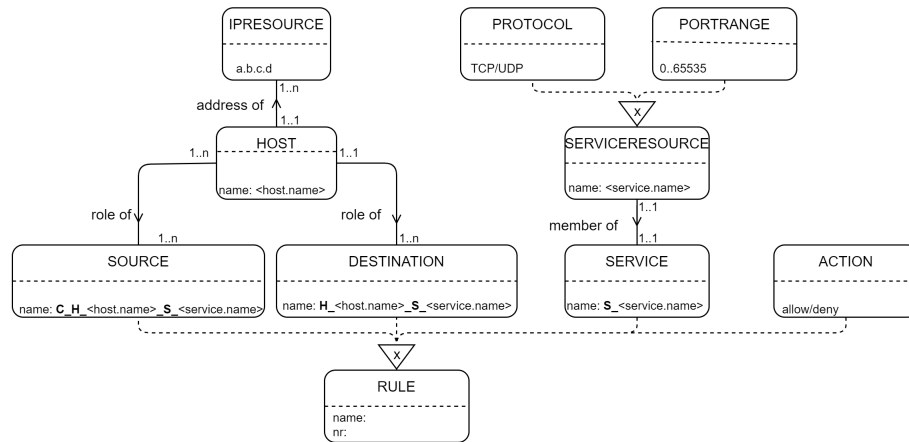 IPRESOURCE
a.b.c.d
PROTOCOL
TCP/UDP
PORTRANGE
0..65535
1..n
address of
1..1
x
HOST
name: <host.name>
1..n
1..1
SERVICERESOURCE
name: <service.name>
role of
role of
1..1
member of
1..n
1..n
1..1
SOURCE
name: C_H_<host.name>_S_<service.name>
DESTINATION
name: H_<host.name>_S_<service.name>
SERVICE
name: S_<service.name>
ACTION
allow/deny
x
RULE
name:
nr: